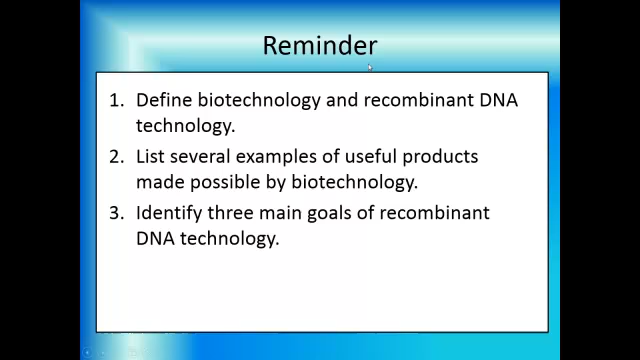 Reminder
1. Define biotechnology and recombinant DNA
technology.
2. List several examples of useful products
made possible by biotechnology.
3. Identify three main goals of recombinant
DNA technology.